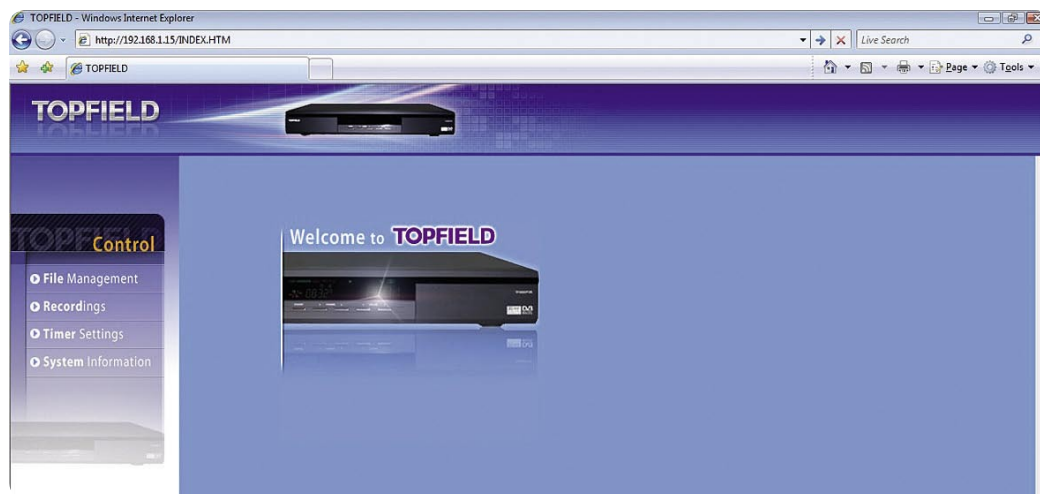 TOPFIELD - Windows Internet Explorer
http://192.168.1.15/INDEX.HTM
Live Search
TOPFIELD
Page
Tools
TOPFIELD
TOPFIELD
Control
File Management
Recordings
Timer Settings
System Information
Welcome to TOPFIELD